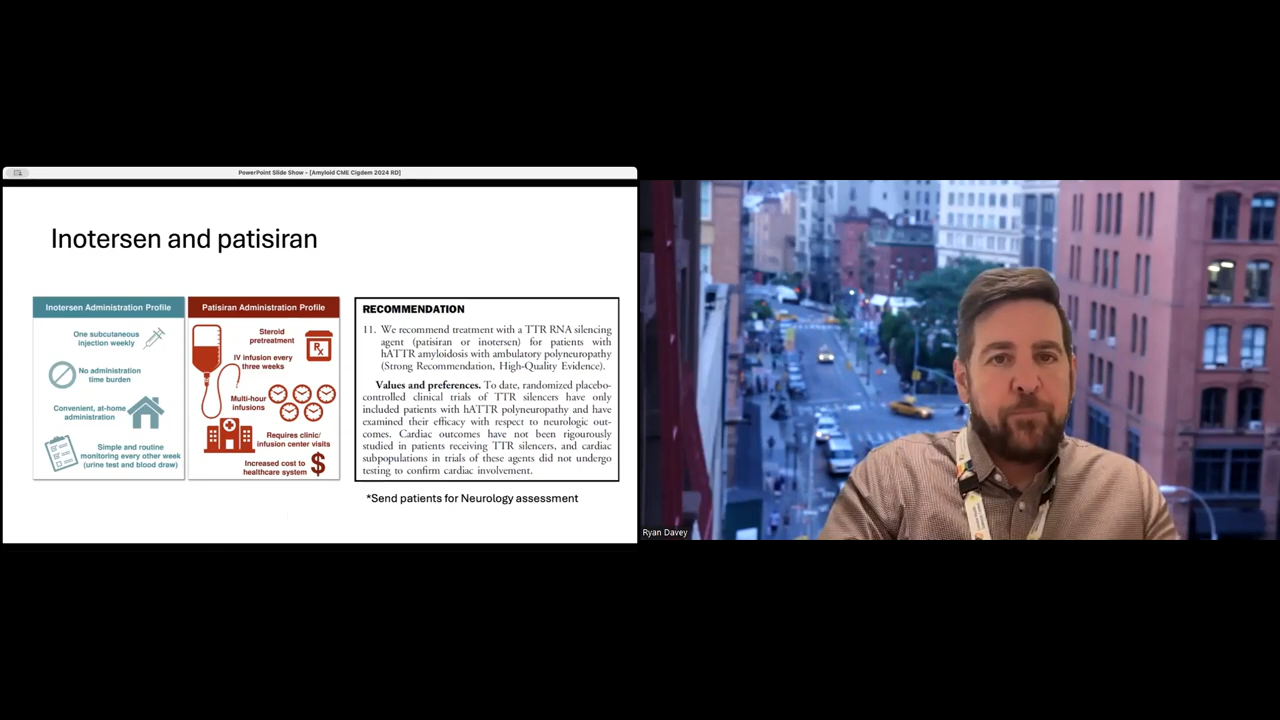 PowerPoint Slide Show - [Amyloid CME Cigdem 2024 RD]
Inotersen and patisiran
Inotersen Administration Profile
One subcutaneous
injection weekly
No administration
time burden
Convenient, at-home
administration
Simple and routine
monitoring every other week
(urine test and blood draw)
Patisiran Administration Profile
Steroid
pretreatment
Rx
IV infusion every
three weeks
Multi-hour
infusions
Requires clinic/
infusion center visits
Increased cost to
healthcare system
$
RECOMMENDATION
11. We recommend treatment with a TTR RNA silencing
agent (patisiran or inotersen) for patients with
hATTR amyloidosis with ambulatory polyneuropathy
(Strong Recommendation, High-Quality Evidence).
Values and preferences. To date, randomized placebo-
controlled clinical trials of TTR silencers have only
included patients with hATTR polyneuropathy and have
examined their efficacy with respect to neurologic out-
comes. Cardiac outcomes have not been rigourously
studied in patients receiving TTR silencers, and cardiac
subpopulations in trials of these agents did not undergo
testing to confirm cardiac involvement.
*Send patients for Neurology assessment
Ryan Davey